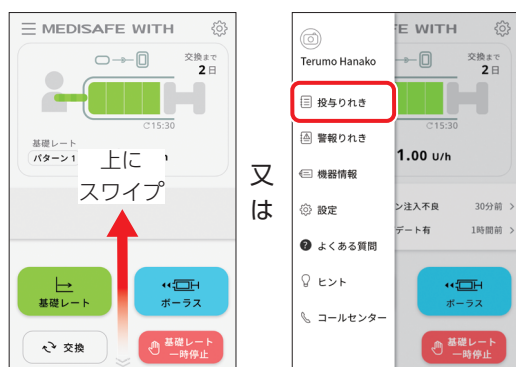 MEDISAFE WITH
交換まで
2日
15:30
基礎レート
パターン 1
上に
スワイプ
h
基礎レート
ボーラス
交換
基礎レート
一時停止
又
は
Terumo Hanako
投与りれき
警報りれき
機器情報
設定
よくある質問
ヒント
コールセンター
FE WITH
交換まで
2日
C15:30
1.00 U/h
ン注入不良 30分前
デート有 1時間前
ボーラス
基礎レート
一時停止